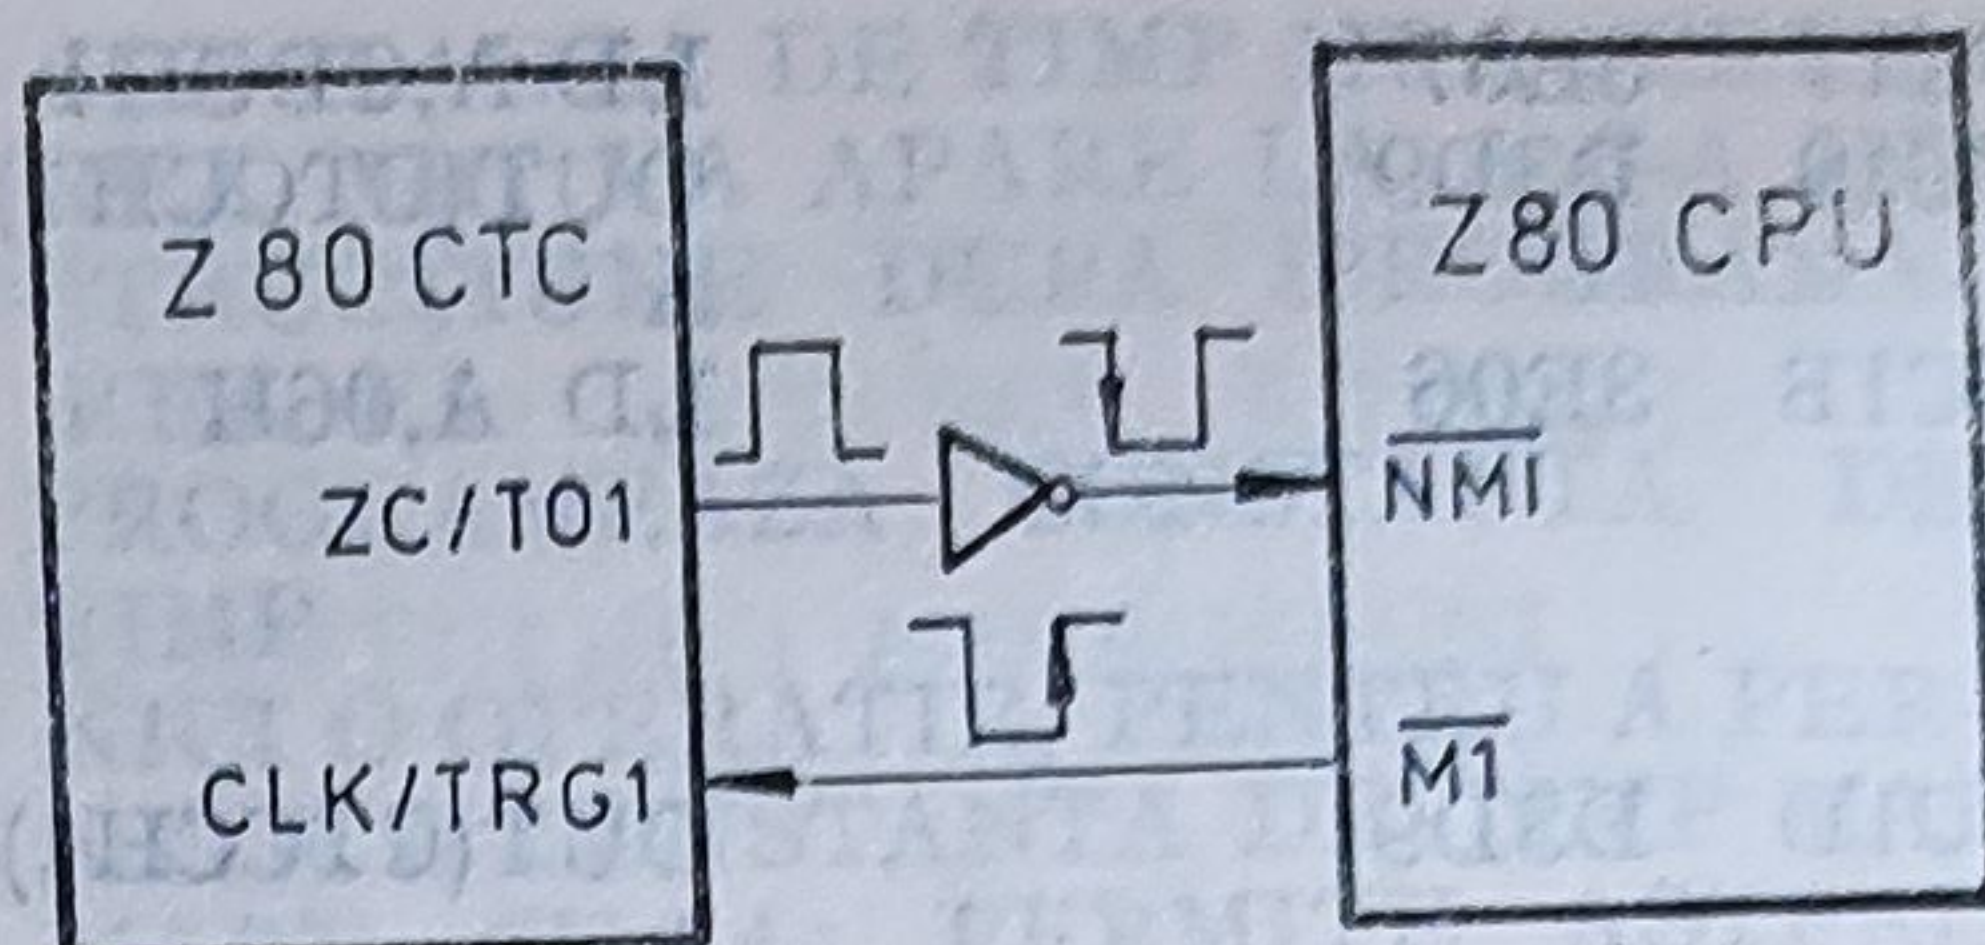 Z 80 CTC
Z80 CPU
ZC/TO1
NMI
CLK/TRG1
M1